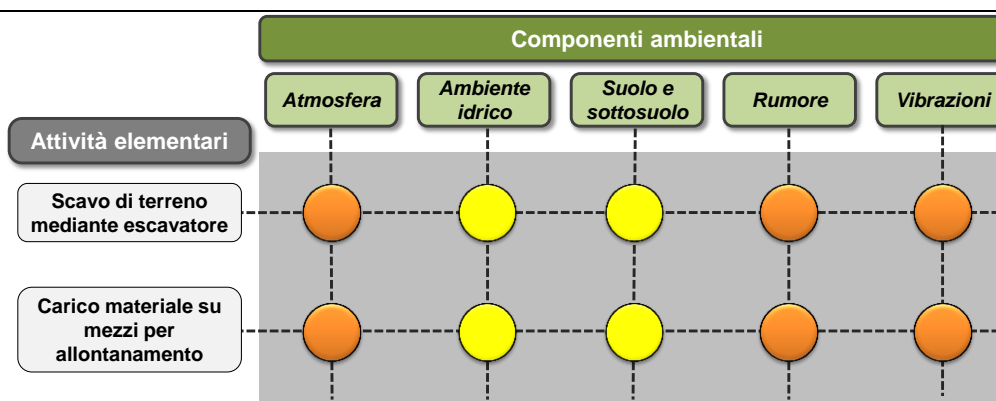 Componenti ambientali
Atmosfera
Ambiente
idrico
Suolo e
sottosuolo
Rumore
Vibrazioni
Attività elementari
Scavo di terreno
mediante escavatore
Carico materiale su
mezzi per
allontanamento